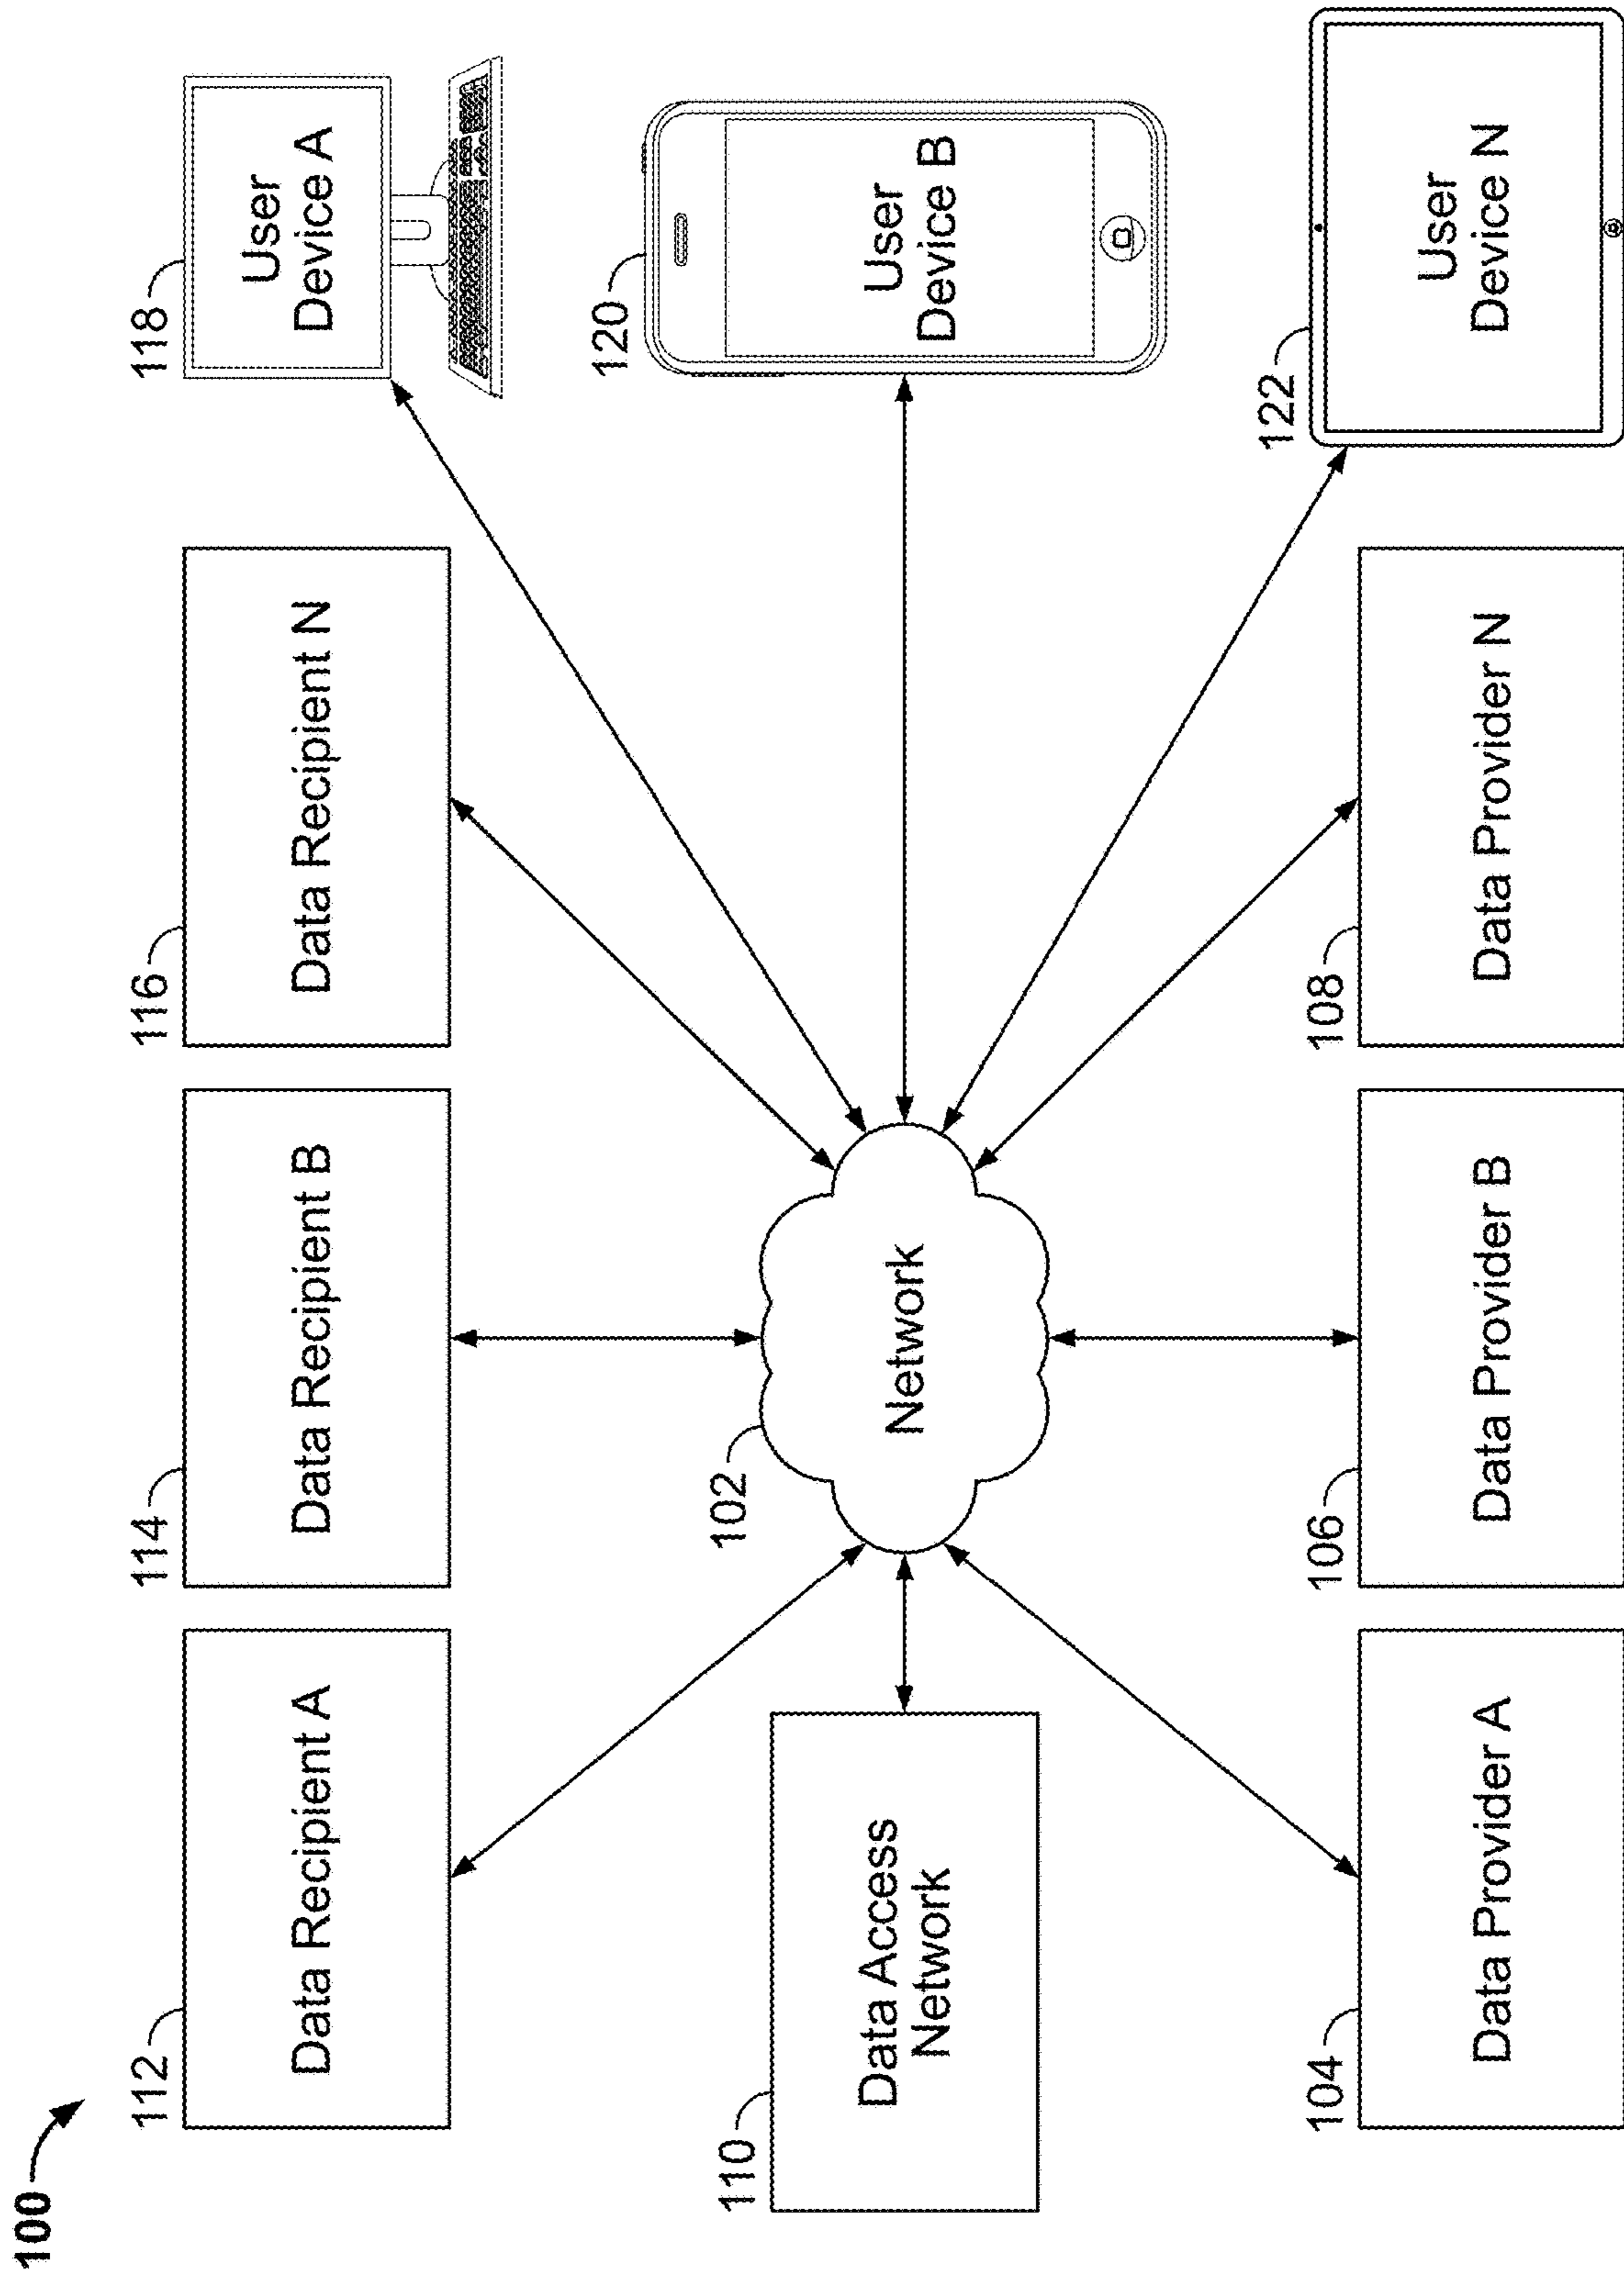 100
112
Data Recipient A
114
Data Recipient B
116
Data Recipient N
118
User
Device A
110
Data Access
Network
102
Network
120
User
Device B
104
Data Provider A
106
Data Provider B
108
Data Provider N
122
User
Device N